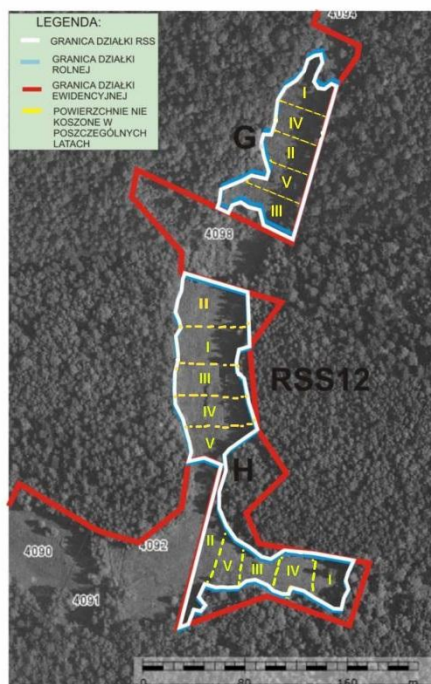 LEGENDA:
GRANICA DZIAŁKI RSS
GRANICA DZIAŁKI
ROLNEJ
GRANICA DZIAŁKI
EWIDENCYJNEJ
POWIERZCHNIE NIE
KOSZONE W
POSZCZEGÓLNYCH
LATACH
4094
I
IV
G
II
V
III
4098
II
I
III
RSS12
IV
V
H
4090
4092
4091
II
V
III
IV
I
0
80
160
m